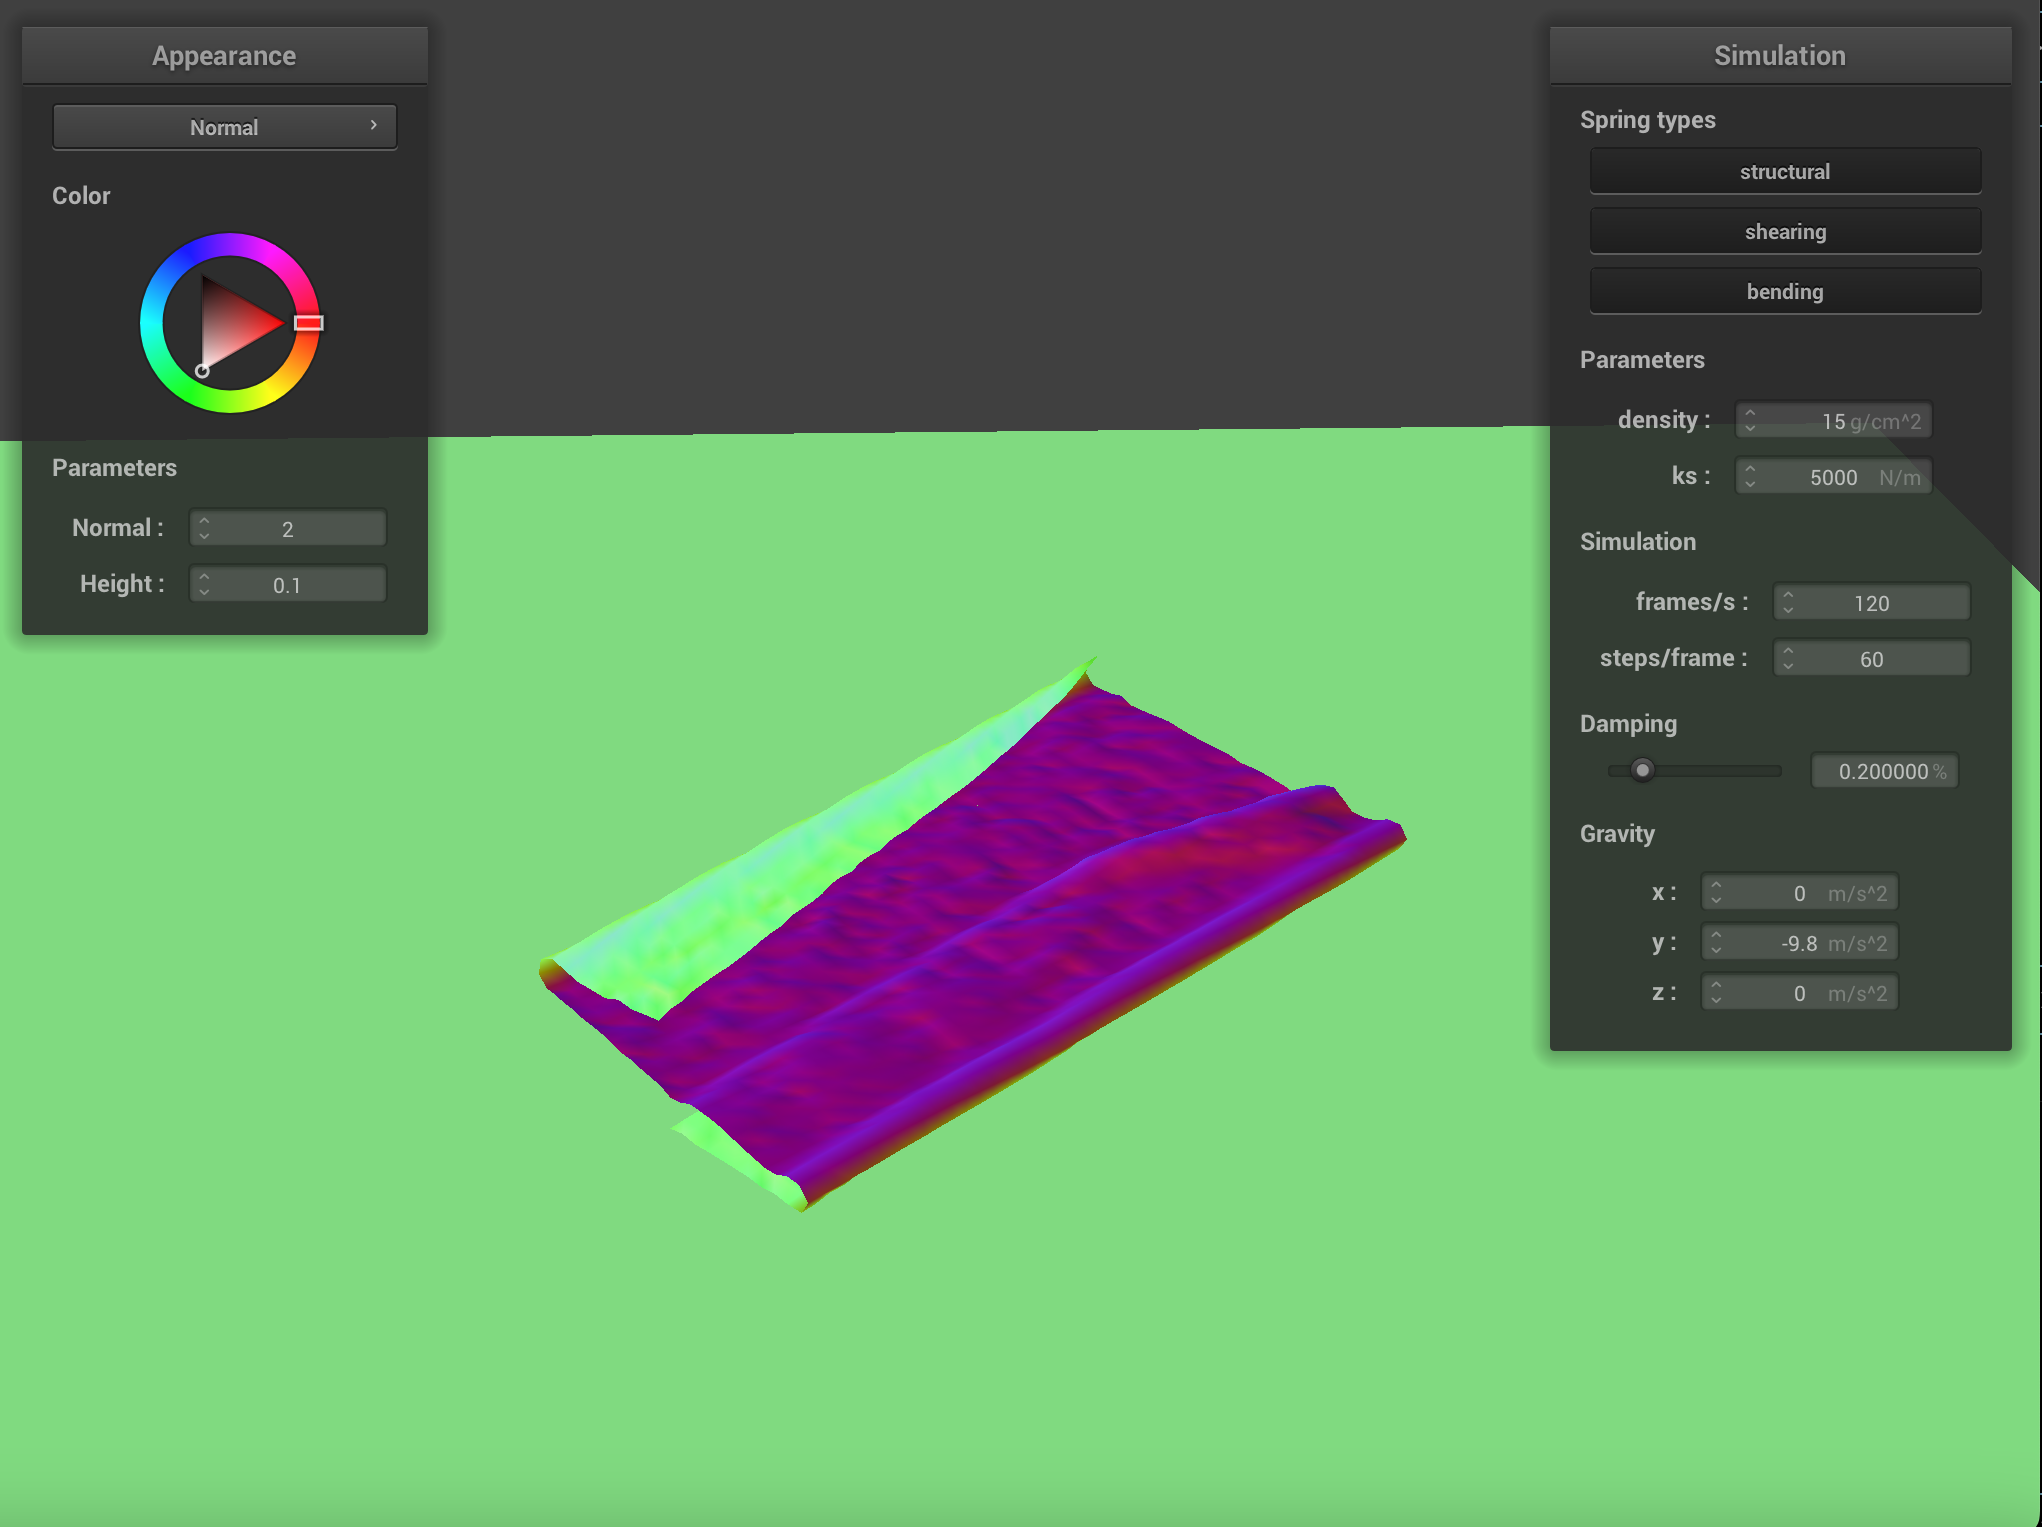 Appearance
Normal
Color
Parameters
Normal : 2
Height : 0.1
Simulation
Spring types
structural
shearing
bending
Parameters
density : 15 g/cm^2
ks : 5000 N/m
Simulation
frames/s : 120
steps/frame : 60
Damping
0.200000 %
Gravity
x : 0 m/s^2
y : -9.8 m/s^2
z : 0 m/s^2